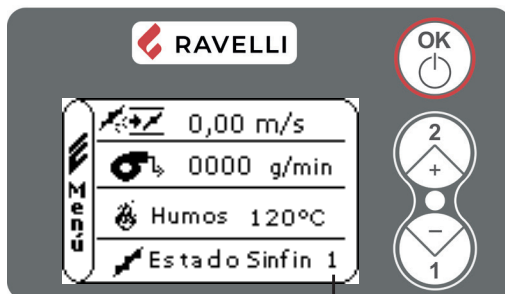 RAVELLI
OK
Menú
0,00 m/s
0000 g/min
Humos 120°C
Estado Sinfin 1
2
+
−
1